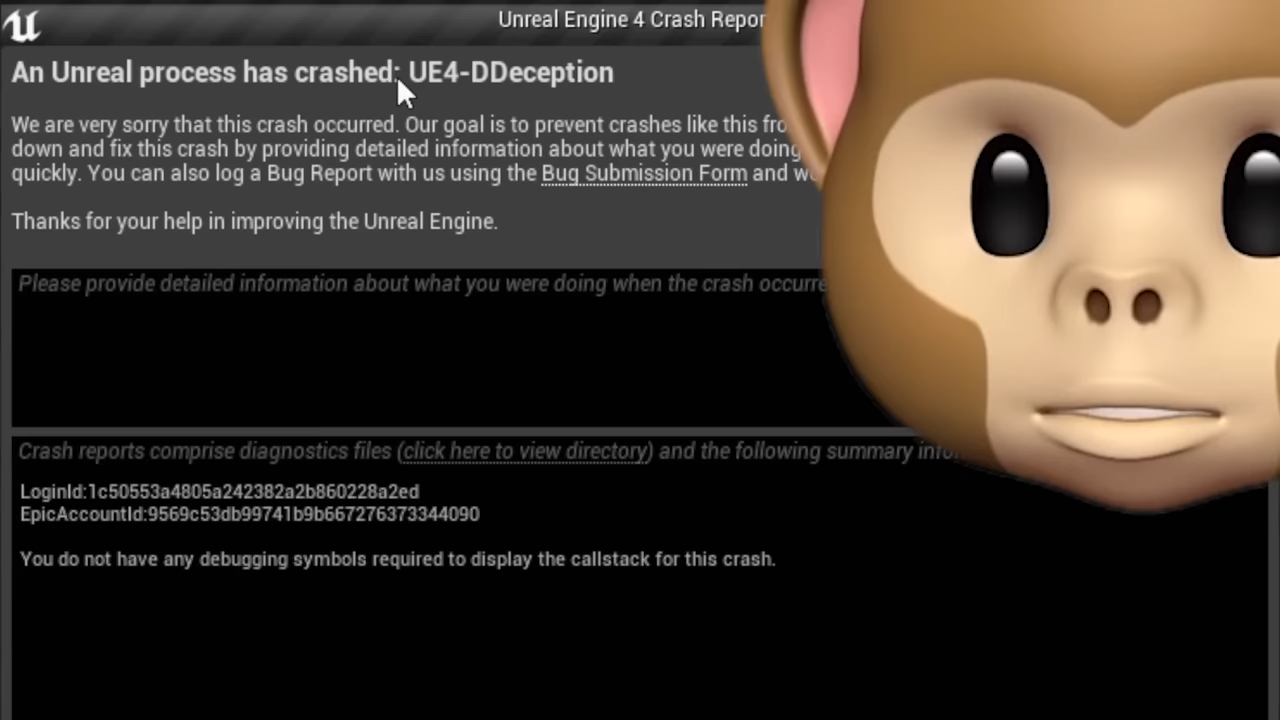 Unreal Engine 4 Crash Repor
An Unreal process has crashed: UE4-DDeception
We are very sorry that this crash occurred. Our goal is to prevent crashes like this fro
down and fix this crash by providing detailed information about what you were doing
quickly. You can also log a Bug Report with us using the Bug Submission Form and we
Thanks for your help in improving the Unreal Engine.
Please provide detailed information about what you were doing when the crash occurre
Crash reports comprise diagnostics files (click here to view directory) and the following summary info
LoginId:1c50553a4805a242382a2b860228a2ed
EpicAccountId:9569c53db99741b9b667276373344090
You do not have any debugging symbols required to display the callstack for this crash.